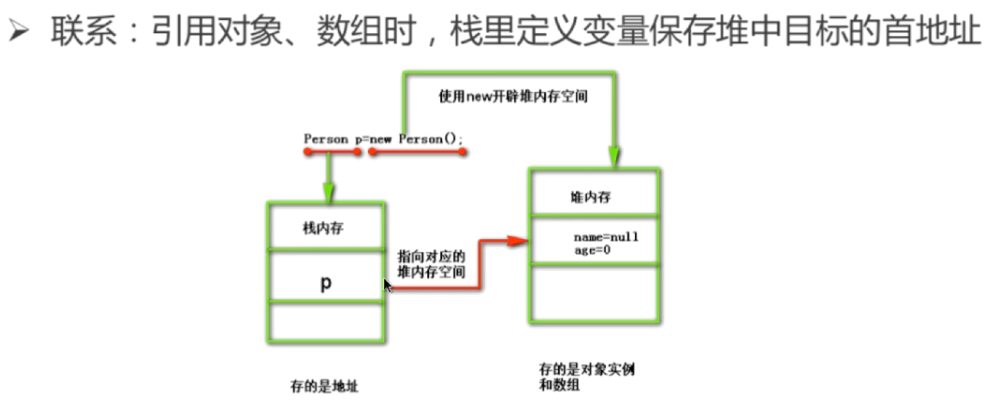 ➢ 联系：引用对象、数组时，栈里定义变量保存堆中目标的首地址
使用new开辟堆内存空间
Person p=new Person();
栈内存
堆内存
name=null
age=0
指向对应的
堆内存空间
p
存的是地址
存的是对象实例
和数组